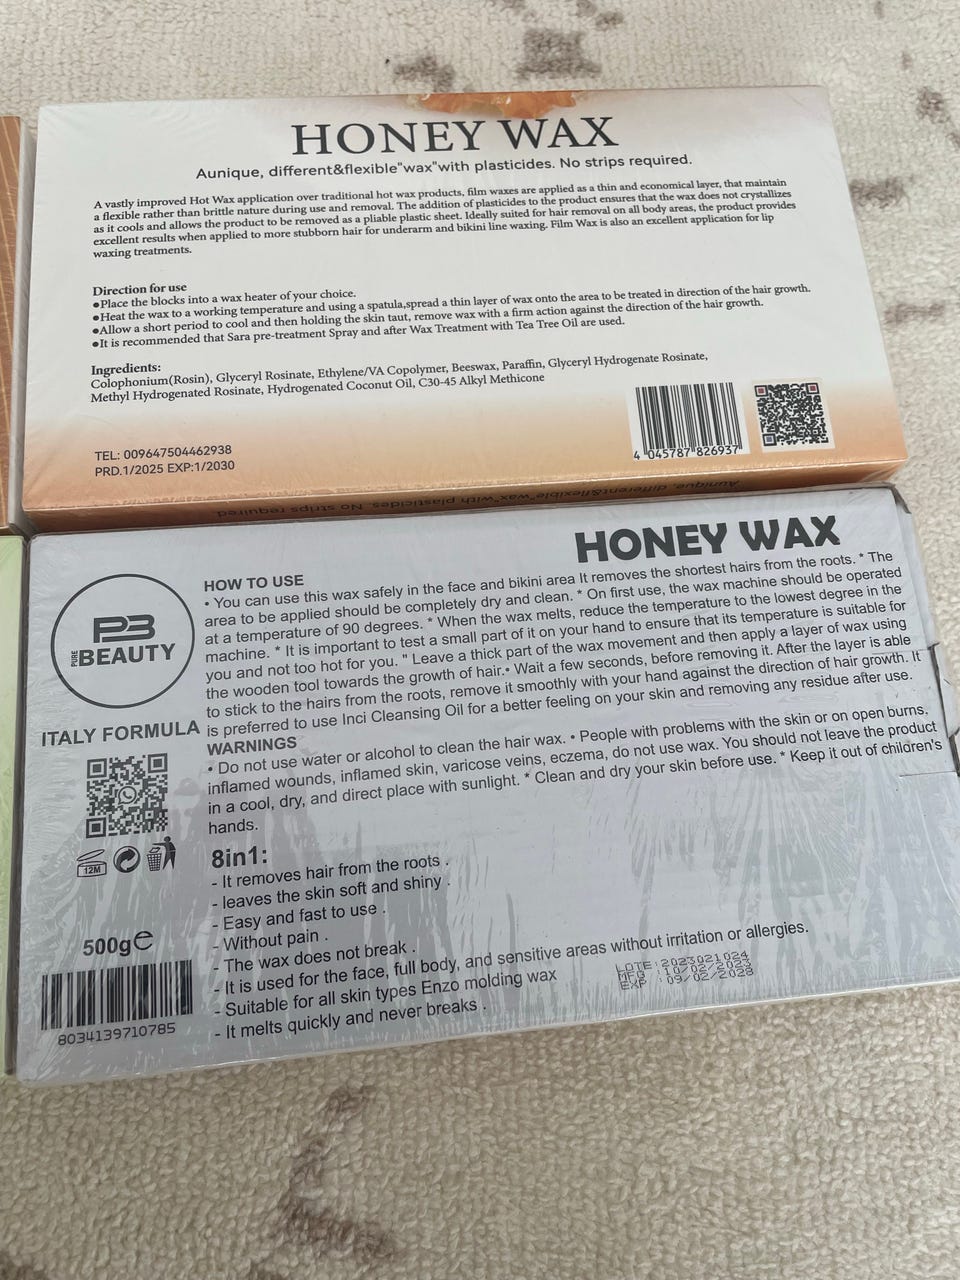 HONEY WAX
Aunique, different&flexible"wax"with plasticides. No strips required.
A vastly improved Hot Wax application over traditional hot wax products, film waxes are applied as a thin and economical layer, that maintain
a flexible rather than brittle nature during use and removal. The addition of plasticides to the product ensures that the wax does not crystallizes
as it cools and allows the product to be removed as a pliable plastic sheet. Ideally suited for hair removal on all body areas, the product provides
excellent results when applied to more stubborn hair for underarm and bikini line waxing. Film Wax is also an excellent application for lip
waxing treatments.
Direction for use
●Place the blocks into a wax heater of your choice.
●Heat the wax to a working temperature and using a spatula,spread a thin layer of wax onto the area to be treated in direction of the hair growth.
●Allow a short period to cool and then holding the skin taut, remove wax with a firm action against the direction of the hair growth.
●It is recommended that Sara pre-treatment Spray and after Wax Treatment with Tea Tree Oil are used.
Ingredients:
Colophonium(Rosin), Glyceryl Rosinate, Ethylene/VA Copolymer, Beeswax, Paraffin, Glyceryl Hydrogenate Rosinate,
Methyl Hydrogenated Rosinate, Hydrogenated Coconut Oil, C30-45 Alkyl Methicone
TEL: 009647504462938
PRD.1/2025 EXP:1/2030
4 045787 826937
Aunique, different&flexible"wax"with plasticides. No strips required.
HONEY WAX
PB
PURE BEAUTY
ITALY FORMULA
HOW TO USE
• You can use this wax safely in the face and bikini area It removes the shortest hairs from the roots. * The
area to be applied should be completely dry and clean. * On first use, the wax machine should be operated
at a temperature of 90 degrees. * When the wax melts, reduce the temperature to the lowest degree in the
machine. * It is important to test a small part of it on your hand to ensure that its temperature is suitable for
you and not too hot for you. " Leave a thick part of the wax movement and then apply a layer of wax using
the wooden tool towards the growth of hair.• Wait a few seconds, before removing it. After the layer is able
to stick to the hairs from the roots, remove it smoothly with your hand against the direction of hair growth. It
is preferred to use Inci Cleansing Oil for a better feeling on your skin and removing any residue after use.
WARNINGS
• Do not use water or alcohol to clean the hair wax. • People with problems with the skin or on open burns,
inflamed wounds, inflamed skin, varicose veins, eczema, do not use wax. You should not leave the product
in a cool, dry, and direct place with sunlight. * Clean and dry your skin before use. * Keep it out of children's
hands.
8in1:
- It removes hair from the roots .
- leaves the skin soft and shiny .
- Easy and fast to use .
- Without pain .
- The wax does not break .
- It is used for the face, full body, and sensitive areas without irritation or allergies.
- Suitable for all skin types Enzo molding wax
- It melts quickly and never breaks .
12M
500g℮
8034139710785
LOTE:2023021024
MFG :10/02/2023
EXP :09/02/2028